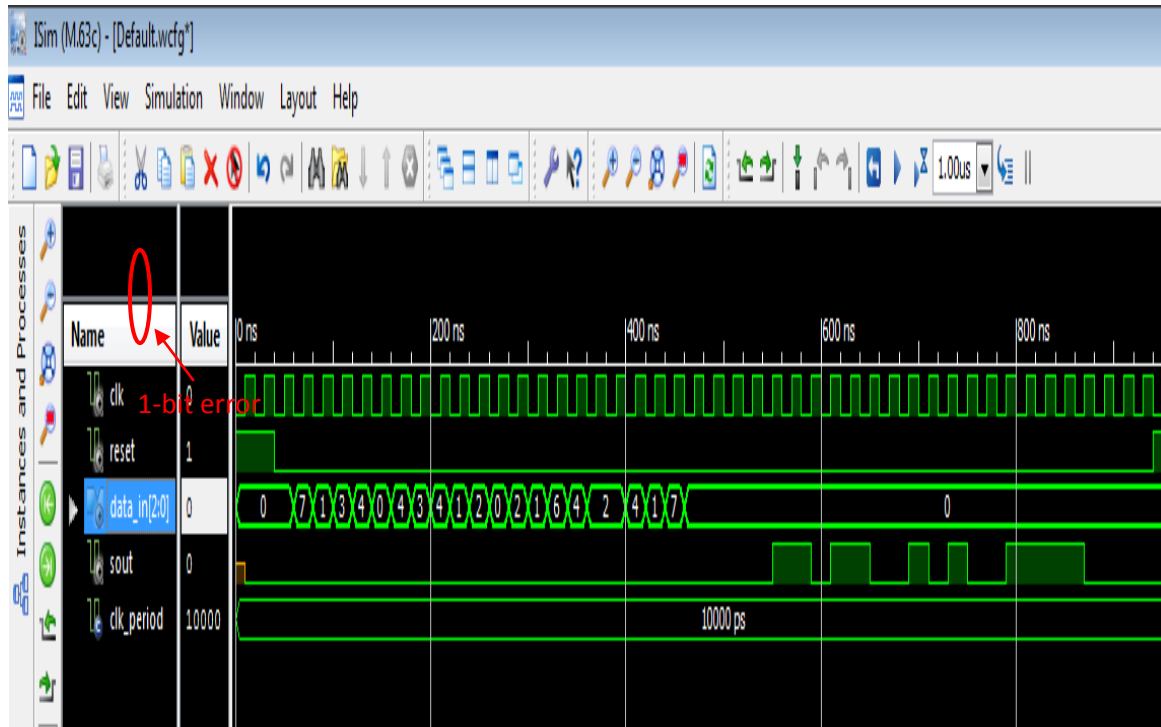 ISim (M.63c) - [Default.wcfg*]
File Edit View Simulation Window Layout Help
1.00us
Instances and Processes
Name Value 0 ns 200 ns 400 ns 600 ns 800 ns
clk 0
1-bit error
reset 1
data_in[2:0] 0 0 7 1 3 4 0 4 3 4 1 2 0 2 1 6 4 2 4 1 7 0
sout 0
clk_period 10000 10000 ps